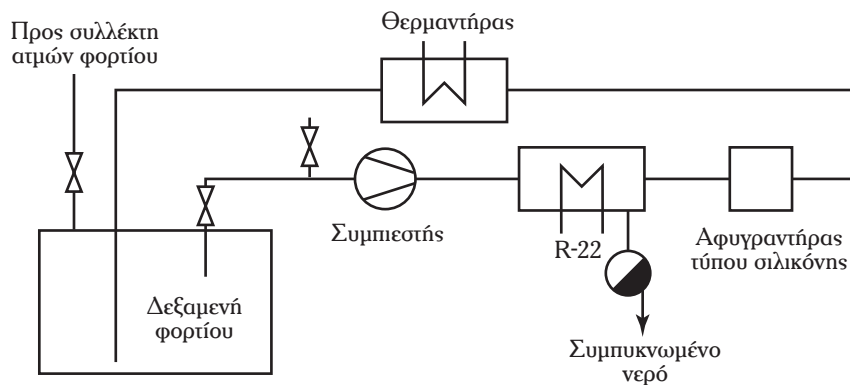 Προς συλλέκτη
ατμών φορτίου
Θερμαντήρας
Συμπιεστής
R-22
Αφυγραντήρας
τύπου σιλικόνης
Δεξαμενή
φορτίου
Συμπυκνωμένο
νερό